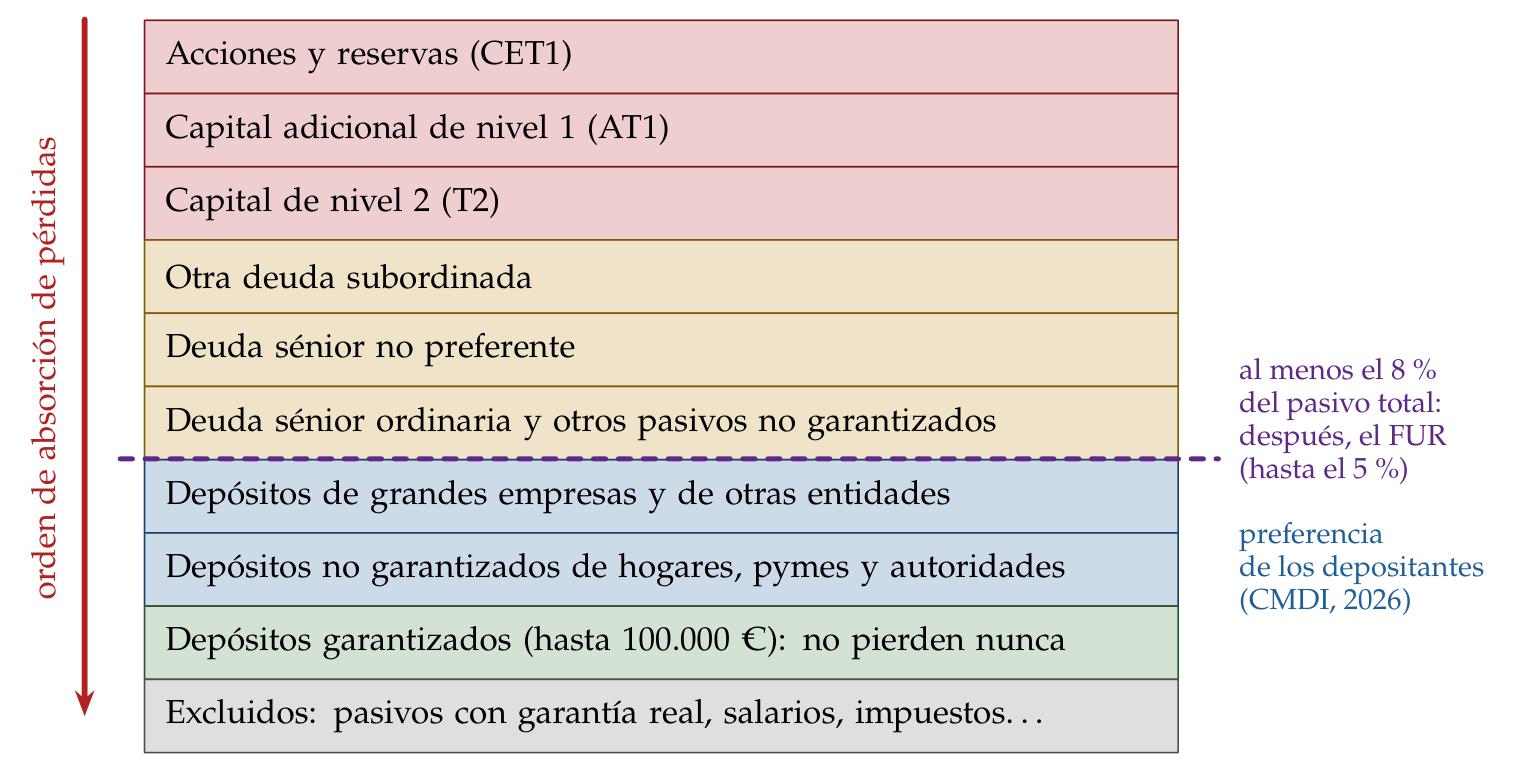 orden de absorción de pérdidas
Acciones y reservas (CET1)
Capital adicional de nivel 1 (AT1)
Capital de nivel 2 (T2)
Otra deuda subordinada
Deuda sénior no preferente
Deuda sénior ordinaria y otros pasivos no garantizados
Depósitos de grandes empresas y de otras entidades
Depósitos no garantizados de hogares, pymes y autoridades
Depósitos garantizados (hasta 100.000 €): no pierden nunca
Excluidos: pasivos con garantía real, salarios, impuestos…
al menos el 8 %
del pasivo total:
después, el FUR
(hasta el 5 %)
preferencia
de los depositantes
(CMDI, 2026)